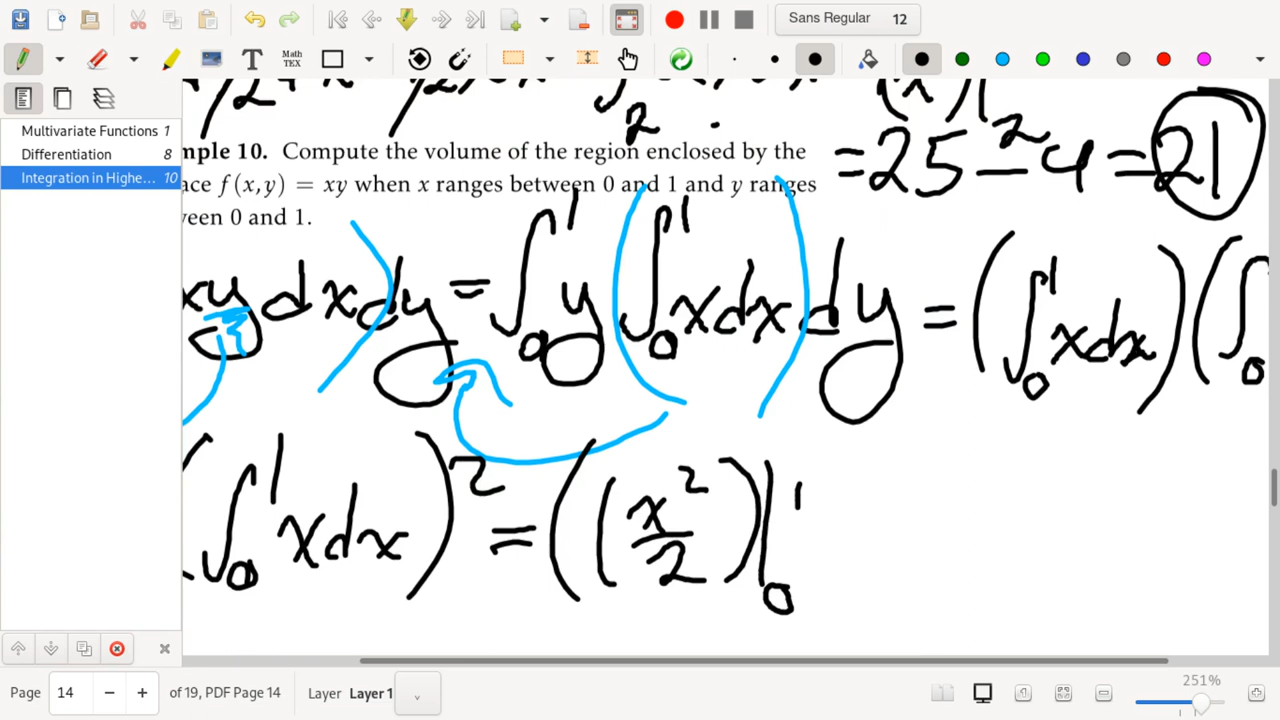 Sans Regular 12
T Math TEX
Multivariate Functions 1
Differentiation 8
Integration in Highe... 10
= 25 - 4 = 21
mple 10. Compute the volume of the region enclosed by the
ace f(x,y) = xy when x ranges between 0 and 1 and y ranges
veen 0 and 1.
xy dx dy = ∫₀¹ y (∫₀¹ x dx) dy = (∫₀¹ x dx)(∫₀
(∫₀¹ x dx)² = ((x²/2)|₀¹
Page 14 - + of 19, PDF Page 14 Layer Layer 1 251%